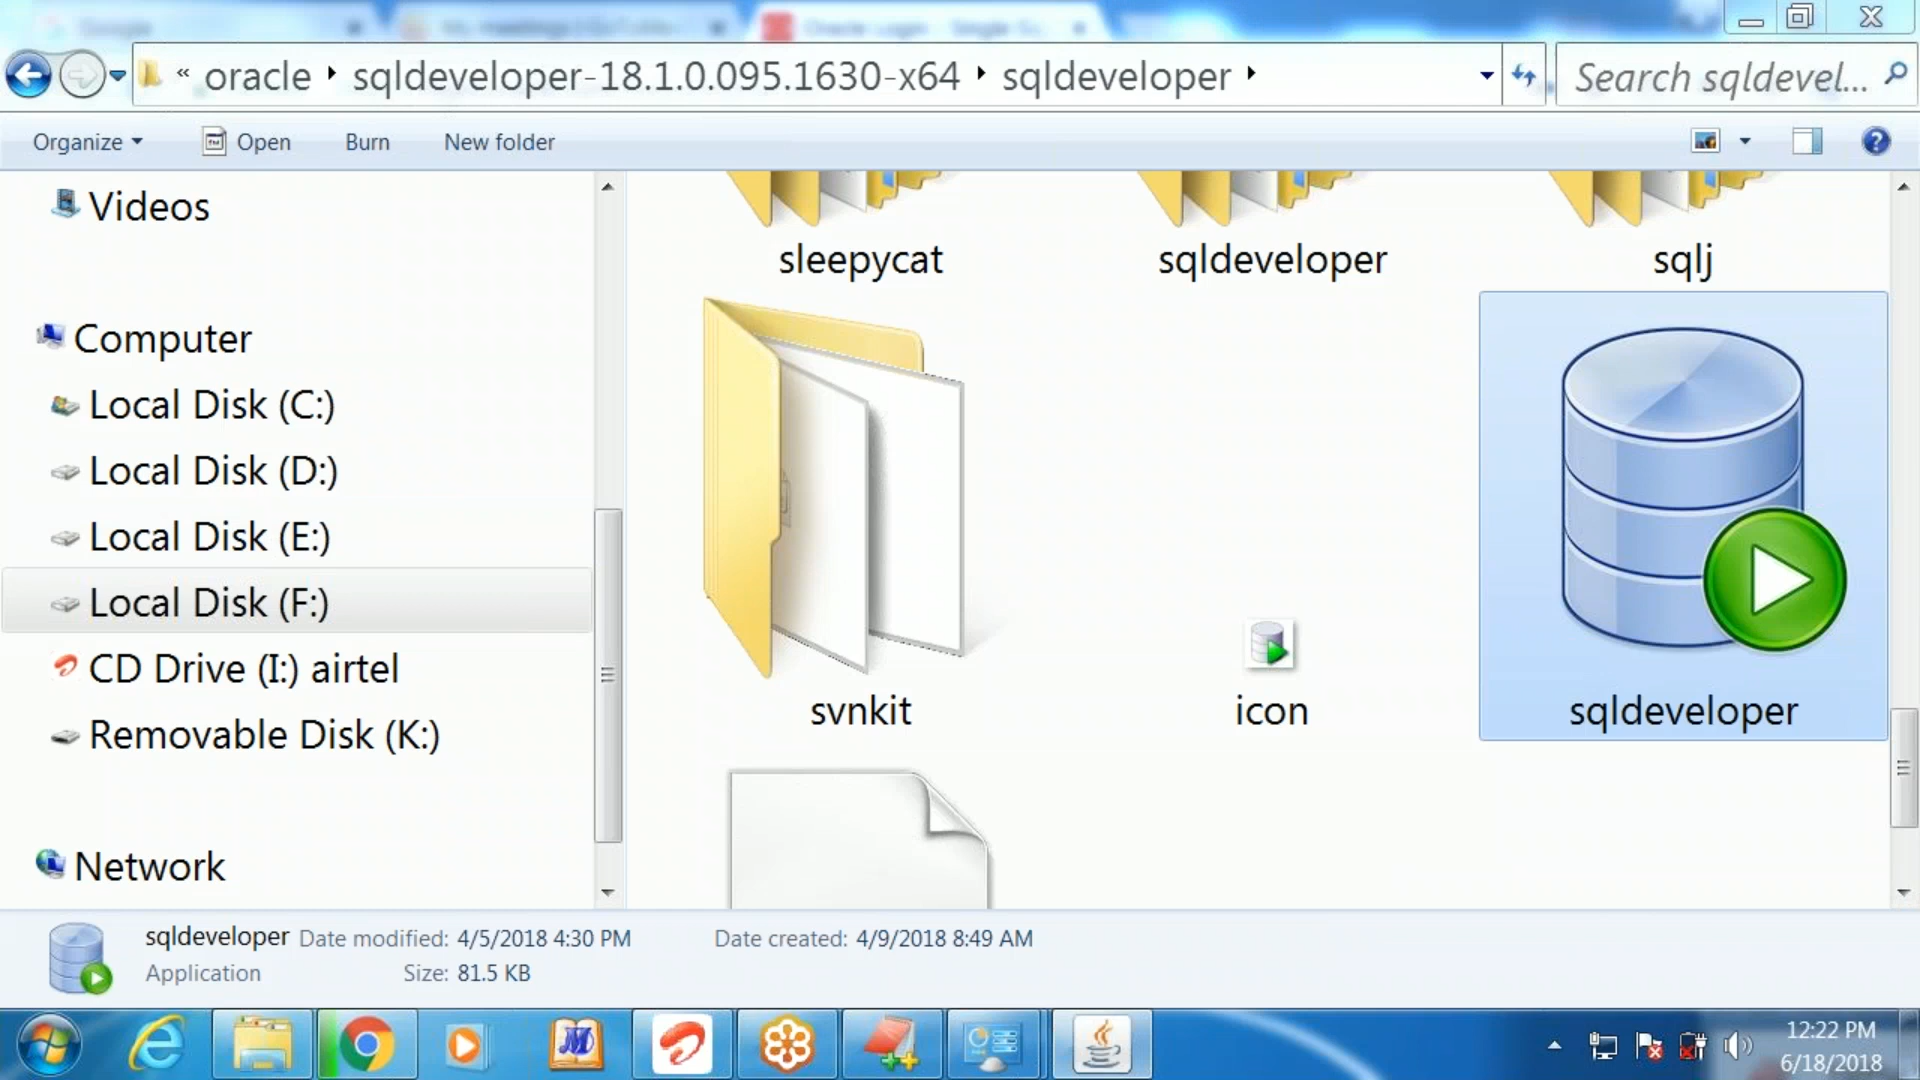 Google
« oracle sqldeveloper-18.1.0.095.1630-x64 sqldeveloper
Search sqldevel...
Organize Open Burn New folder
Videos
Computer
Local Disk (C:)
Local Disk (D:)
Local Disk (E:)
Local Disk (F:)
CD Drive (I:) airtel
Removable Disk (K:)
Network
sleepycat sqldeveloper sqlj
svnkit icon sqldeveloper
sqldeveloper Date modified: 4/5/2018 4:30 PM Date created: 4/9/2018 8:49 AM
Application Size: 81.5 KB
12:22 PM
6/18/2018